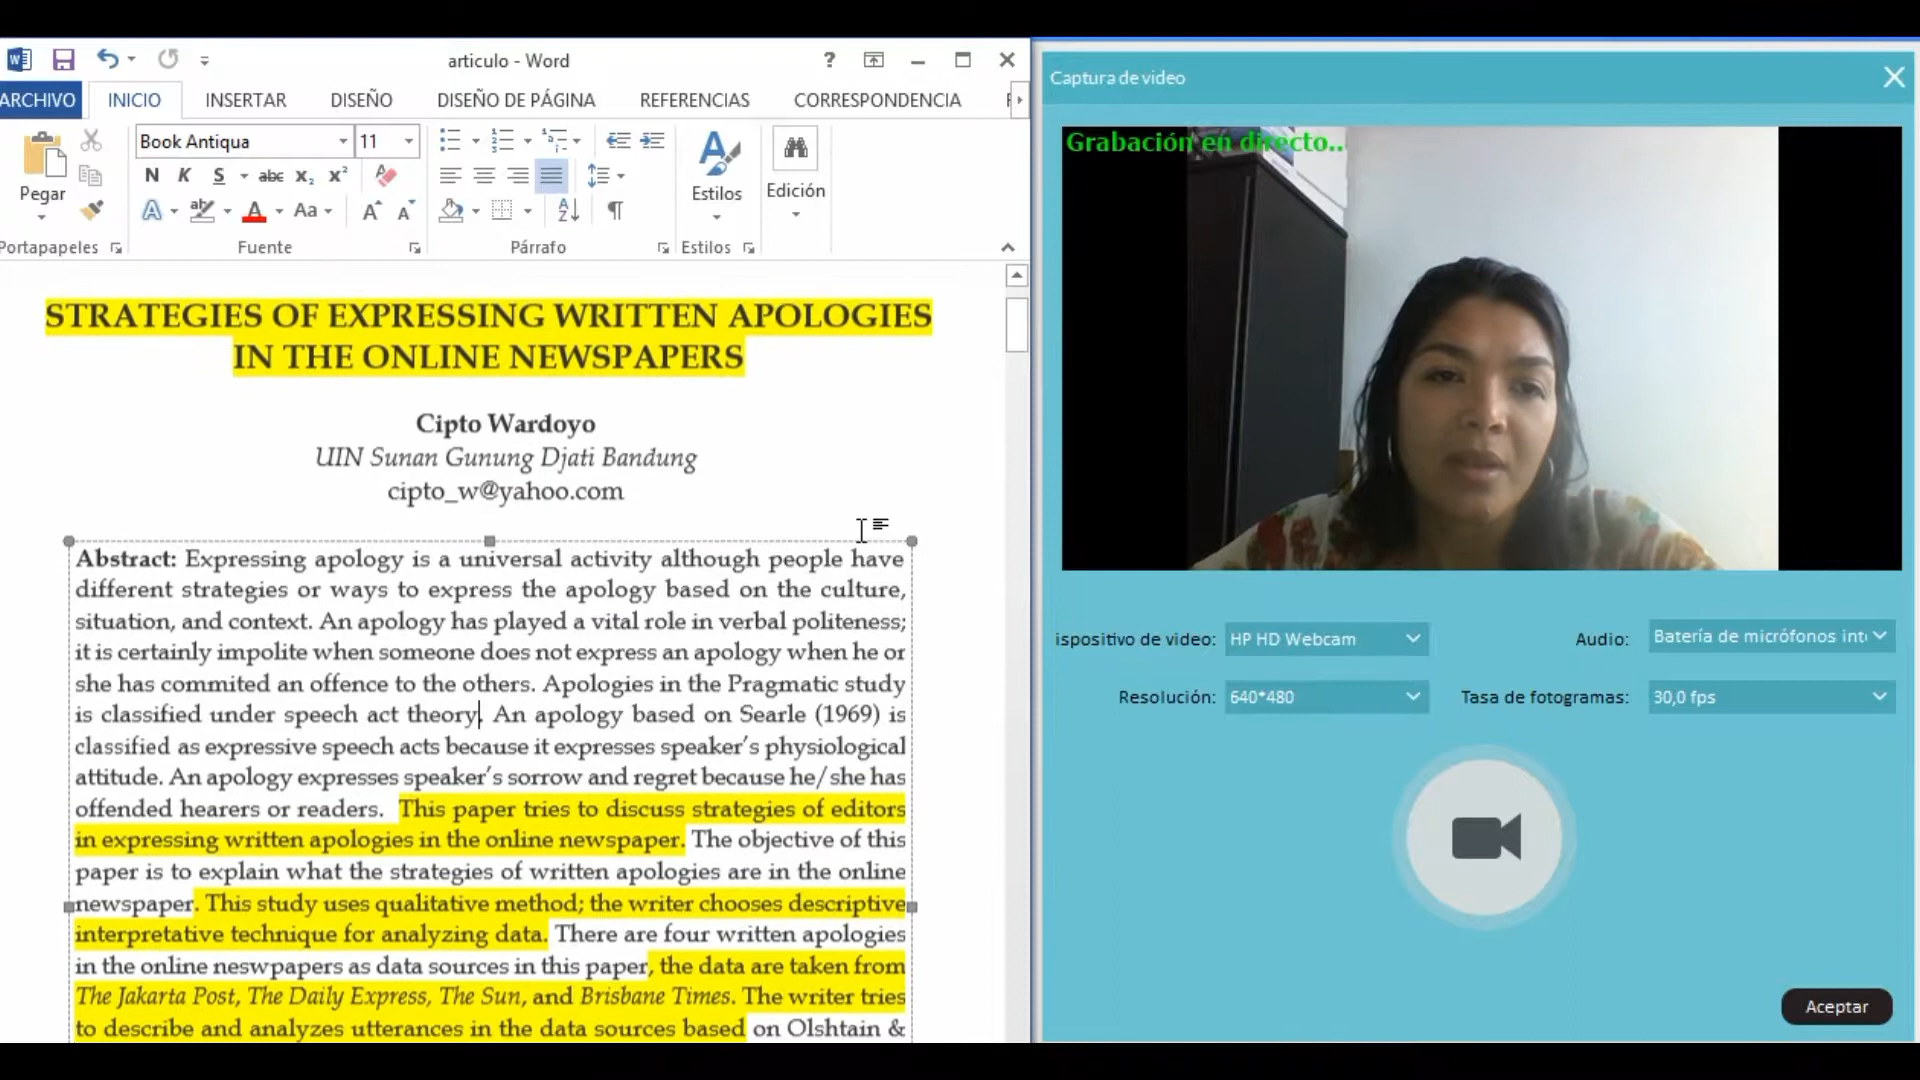 articulo - Word
?
ARCHIVO INICIO INSERTAR DISEÑO DISEÑO DE PÁGINA REFERENCIAS CORRESPONDENCIA
Book Antiqua 11
Pegar
N K S abc x₂ x²
A aby A Aa A A
A
Z
¶
Estilos
Edición
Portapapeles Fuente Párrafo Estilos
STRATEGIES OF EXPRESSING WRITTEN APOLOGIES
IN THE ONLINE NEWSPAPERS
Cipto Wardoyo
UIN Sunan Gunung Djati Bandung
cipto_w@yahoo.com
Abstract: Expressing apology is a universal activity although people have
different strategies or ways to express the apology based on the culture,
situation, and context. An apology has played a vital role in verbal politeness;
it is certainly impolite when someone does not express an apology when he or
she has commited an offence to the others. Apologies in the Pragmatic study
is classified under speech act theory. An apology based on Searle (1969) is
classified as expressive speech acts because it expresses speaker's physiological
attitude. An apology expresses speaker's sorrow and regret because he/she has
offended hearers or readers. This paper tries to discuss strategies of editors
in expressing written apologies in the online newspaper. The objective of this
paper is to explain what the strategies of written apologies are in the online
newspaper. This study uses qualitative method; the writer chooses descriptive
interpretative technique for analyzing data. There are four written apologies
in the online neswpapers as data sources in this paper, the data are taken from
The Jakarta Post, The Daily Express, The Sun, and Brisbane Times. The writer tries
to describe and analyzes utterances in the data sources based on Olshtain &
Captura de video
Grabación en directo..
ispositivo de video: HP HD Webcam Audio: Batería de micrófonos int
Resolución: 640*480 Tasa de fotogramas: 30,0 fps
Aceptar